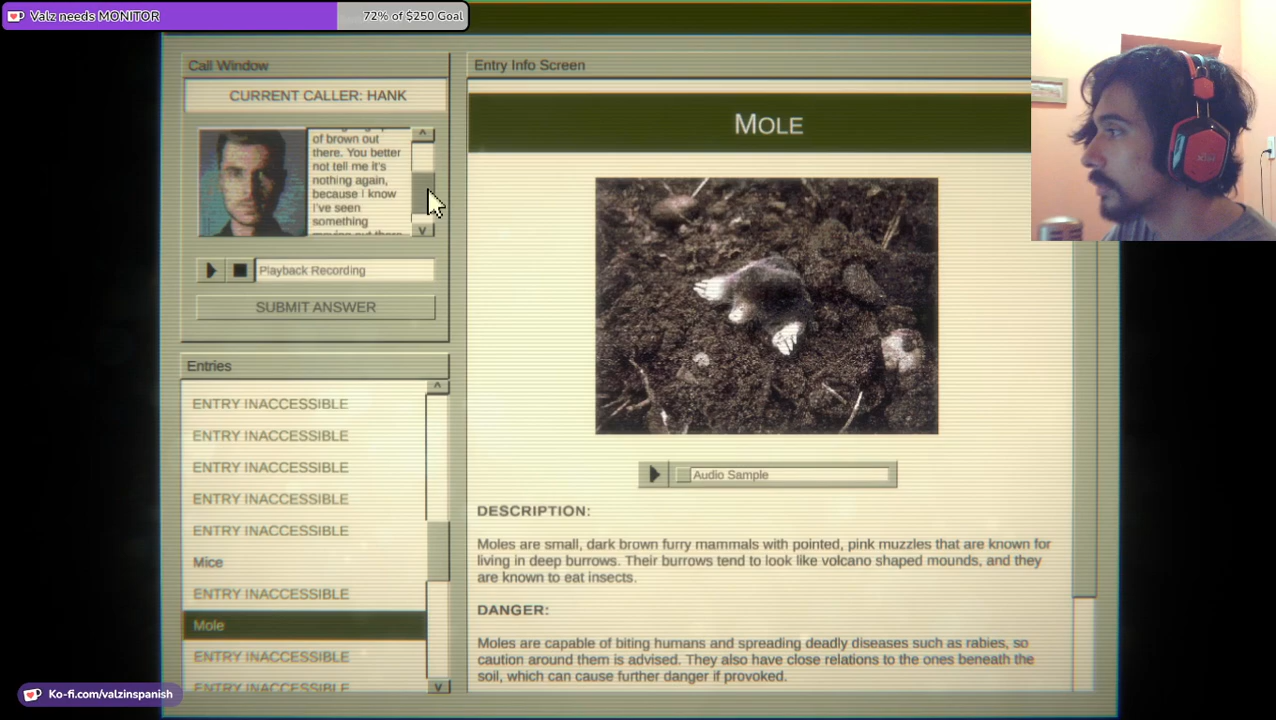 Valz needs MONITOR
72% of $250 Goal
Call Window
CURRENT CALLER: HANK
of brown out
there. You better
not tell me it's
nothing again,
because I know
I've seen
something
moving out there
Playback Recording
SUBMIT ANSWER
Entries
ENTRY INACCESSIBLE
ENTRY INACCESSIBLE
ENTRY INACCESSIBLE
ENTRY INACCESSIBLE
ENTRY INACCESSIBLE
Mice
ENTRY INACCESSIBLE
Mole
ENTRY INACCESSIBLE
ENTRY INACCESSIBLE
Ko-fi.com/valzinspanish
Entry Info Screen
MOLE
Audio Sample
DESCRIPTION:
Moles are small, dark brown furry mammals with pointed, pink muzzles that are known for
living in deep burrows. Their burrows tend to look like volcano shaped mounds, and they
are known to eat insects.
DANGER:
Moles are capable of biting humans and spreading deadly diseases such as rabies, so
caution around them is advised. They also have close relations to the ones beneath the
soil, which can cause further danger if provoked.